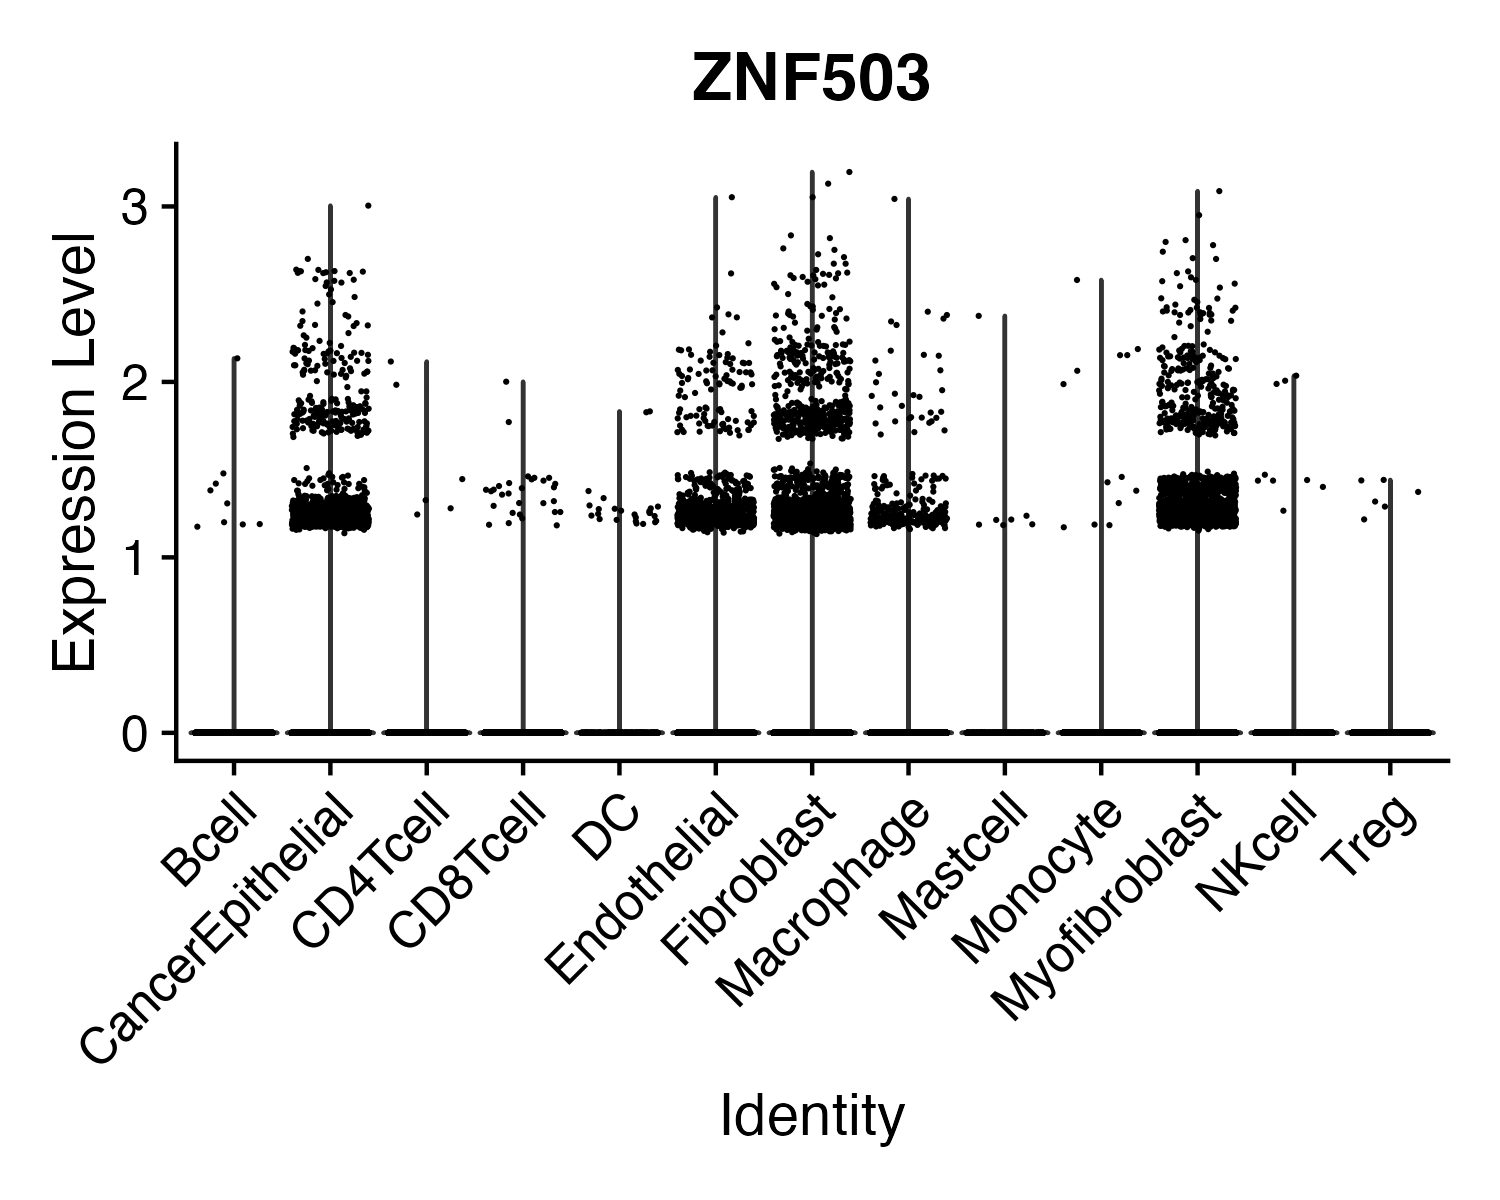 ZNF503
Expression Level
3
2
1
0
Bcell
CancerEpithelial
CD4Tcell
CD8Tcell
DC
Endothelial
Fibroblast
Macrophage
Mastcell
Monocyte
Myofibroblast
NKcell
Treg
Identity